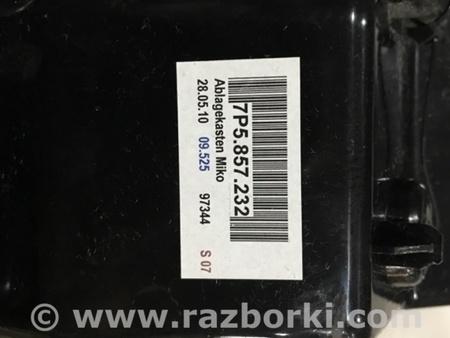 7P5.857.232
Ablagekasten Miko
28.05.10 09.525 97344 S 07
© www.razborki.com